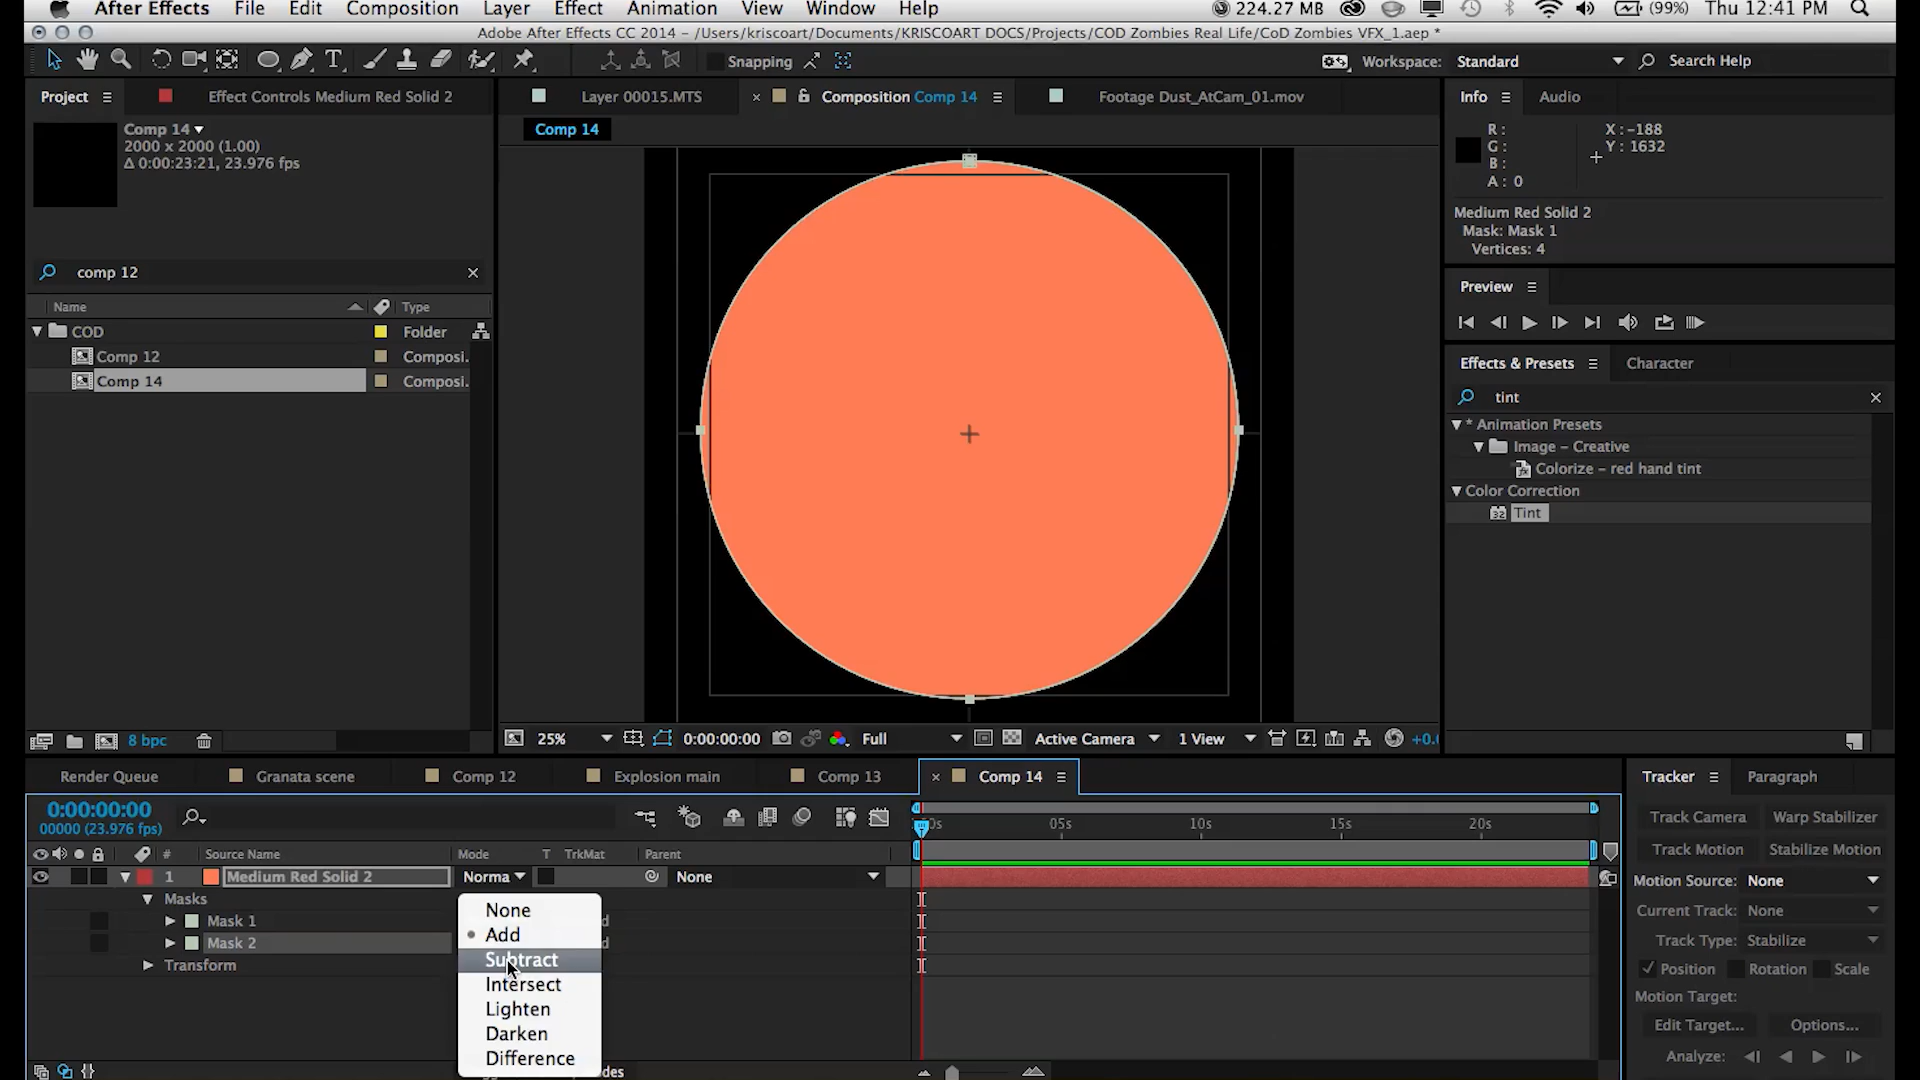 After Effects File Edit Composition Layer Effect Animation View Window Help 224.27 MB (99%) Thu 12:41 PM
Adobe After Effects CC 2014 – /Users/kriscoart/Documents/KRISCOART DOCS/Projects/COD Zombies Real Life/CoD Zombies VFX_1.aep *
T Snapping Workspace: Standard Search Help
Project Effect Controls Medium Red Solid 2 Layer 00015.MTS × Composition Comp 14 Footage Dust_AtCam_01.mov Info Audio
Comp 14
2000 x 2000 (1.00)
Δ 0:00:23:21, 23.976 fps
Comp 14
R: X: -188
G: Y: 1632
B:
A: 0
Medium Red Solid 2
Mask: Mask 1
Vertices: 4
comp 12
Preview
Name Type
COD Folder
Comp 12 Composi.
Comp 14 Composi.
Effects & Presets Character
tint
* Animation Presets
Image – Creative
Colorize – red hand tint
Color Correction
32 Tint
8 bpc
25% 0:00:00:00 Full Active Camera 1 View +0.
Render Queue Granata scene Comp 12 Explosion main Comp 13 × Comp 14
Tracker Paragraph
0:00:00:00
00000 (23.976 fps)
0s 05s 10s 15s 20s
# Source Name Mode T TrkMat Parent
1 Medium Red Solid 2 Norma None
Masks
Mask 1 d
Mask 2 d
Transform
None
Add
Subtract
Intersect
Lighten
Darken
Difference
des
Track Camera Warp Stabilizer
Track Motion Stabilize Motion
Motion Source: None
Current Track: None
Track Type: Stabilize
Position Rotation Scale
Motion Target:
Edit Target... Options...
Analyze: